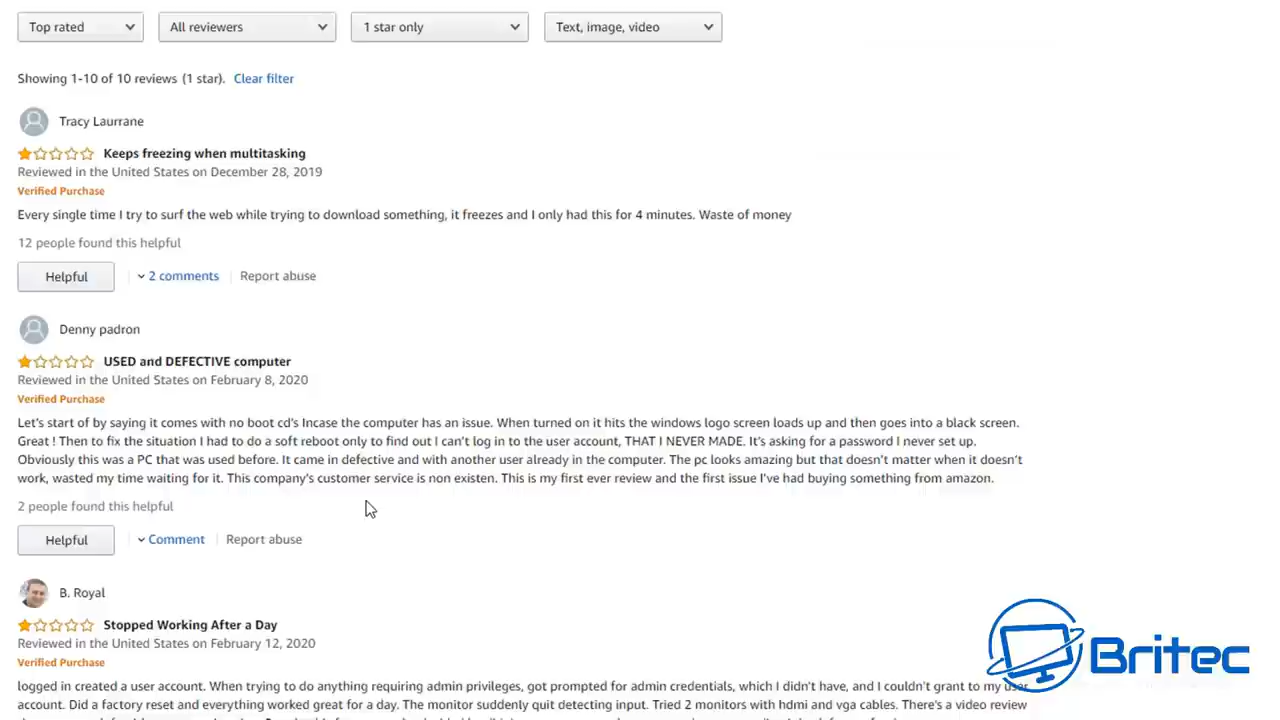 Top rated All reviewers 1 star only Text, image, video
Showing 1-10 of 10 reviews (1 star). Clear filter
Tracy Laurrane
Keeps freezing when multitasking
Reviewed in the United States on December 28, 2019
Verified Purchase
Every single time I try to surf the web while trying to download something, it freezes and I only had this for 4 minutes. Waste of money
12 people found this helpful
Helpful 2 comments Report abuse
Denny padron
USED and DEFECTIVE computer
Reviewed in the United States on February 8, 2020
Verified Purchase
Let's start of by saying it comes with no boot cd's Incase the computer has an issue. When turned on it hits the windows logo screen loads up and then goes into a black screen.
Great ! Then to fix the situation I had to do a soft reboot only to find out I can't log in to the user account, THAT I NEVER MADE. It's asking for a password I never set up.
Obviously this was a PC that was used before. It came in defective and with another user already in the computer. The pc looks amazing but that doesn't matter when it doesn't
work, wasted my time waiting for it. This company's customer service is non existen. This is my first ever review and the first issue I've had buying something from amazon.
2 people found this helpful
Helpful Comment Report abuse
B. Royal
Stopped Working After a Day
Reviewed in the United States on February 12, 2020
Verified Purchase
logged in created a user account. When trying to do anything requiring admin privileges, got prompted for admin credentials, which I didn't have, and I couldn't grant to my user
account. Did a factory reset and everything worked great for a day. The monitor suddenly quit detecting input. Tried 2 monitors with hdmi and vga cables. There's a video review
Britec